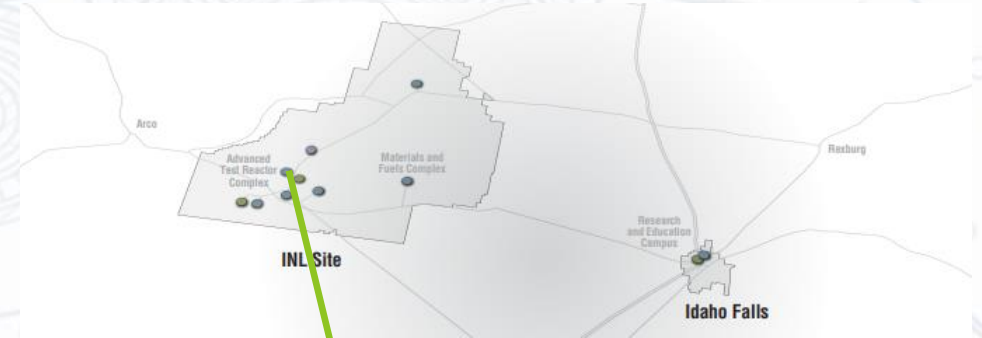 Arco
Advanced
Test Reactor
Complex
Materials and
Fuels Complex
Rexburg
Research
and Education
Campus
INL Site
Idaho Falls